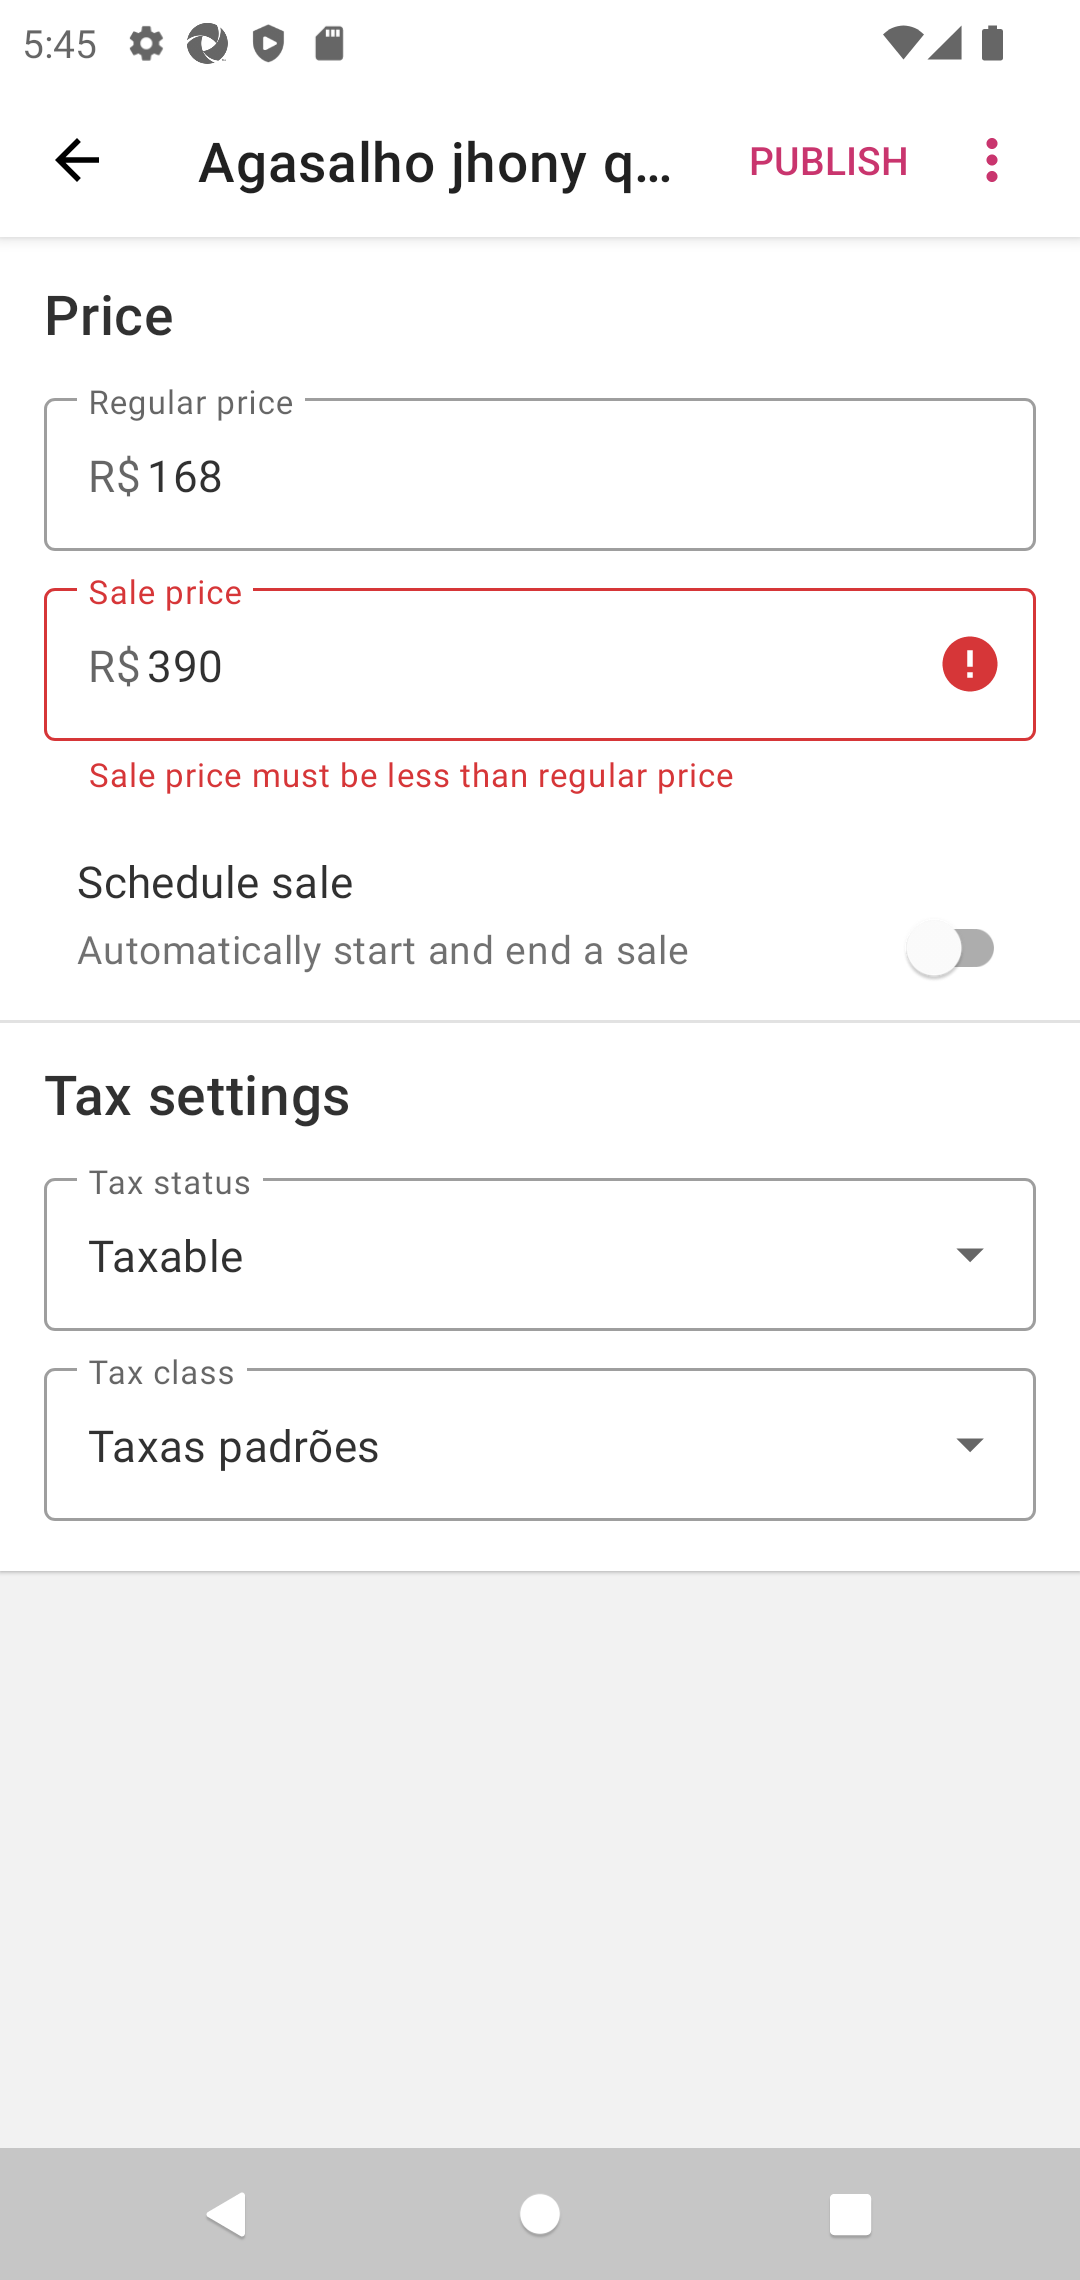 5:45
Agasalho jhony q...
PUBLISH
Price
Regular price
R$ 168
Sale price
R$ 390
Sale price must be less than regular price
Schedule sale
Automatically start and end a sale
Tax settings
Tax status
Taxable
Tax class
Taxas padrões